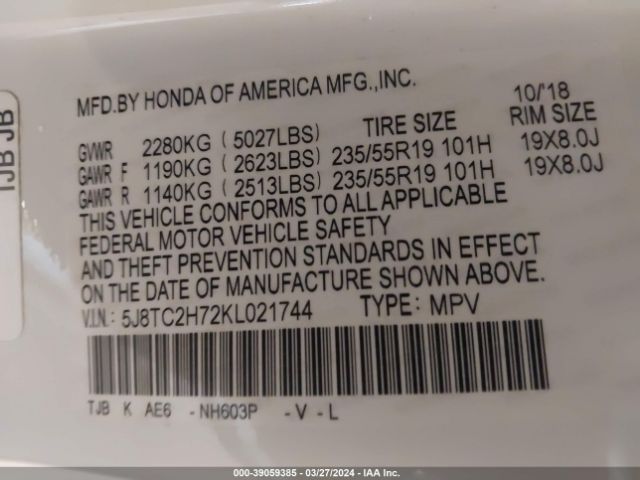 TJB JB
MFD.BY HONDA OF AMERICA MFG.,INC. 10/'18
GVWR 2280KG (5027LBS) TIRE SIZE RIM SIZE
GAWR F 1190KG (2623LBS) 235/55R19 101H 19X8.0J
GAWR R 1140KG (2513LBS) 235/55R19 101H 19X8.0J
THIS VEHICLE CONFORMS TO ALL APPLICABLE
FEDERAL MOTOR VEHICLE SAFETY
AND THEFT PREVENTION STANDARDS IN EFFECT
ON THE DATE OF MANUFACTURE SHOWN ABOVE.
V.I.N.: 5J8TC2H72KL021744 TYPE: MPV
TJB K AE6 -NH603P -V-L
000-39059385 - 03/27/2024 - IAA Inc.